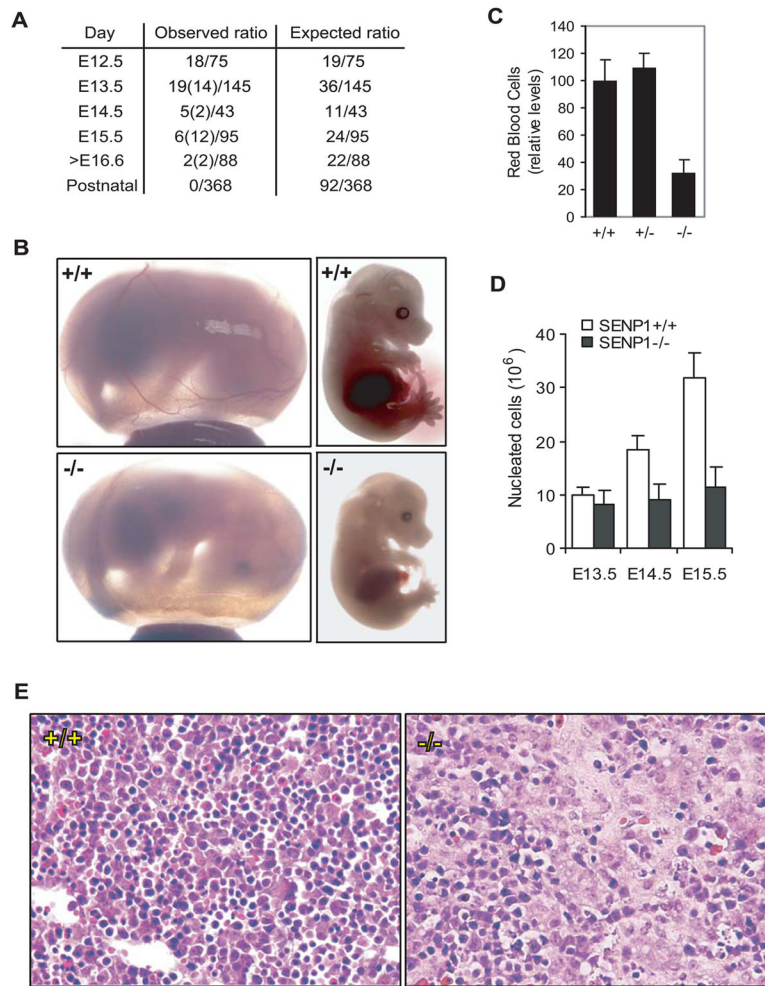 A
Day Observed ratio Expected ratio
E12.5 18/75 19/75
E13.5 19(14)/145 36/145
E14.5 5(2)/43 11/43
E15.5 6(12)/95 24/95
>E16.6 2(2)/88 22/88
Postnatal 0/368 92/368
B
+/+
+/+
-/-
-/-
C
Red Blood Cells
(relative levels)
140
120
100
80
60
40
20
0
+/+ +/- -/-
D
SENP1+/+
SENP1-/-
Nucleated cells (10⁶)
40
30
20
10
0
E13.5 E14.5 E15.5
E
+/+
-/-